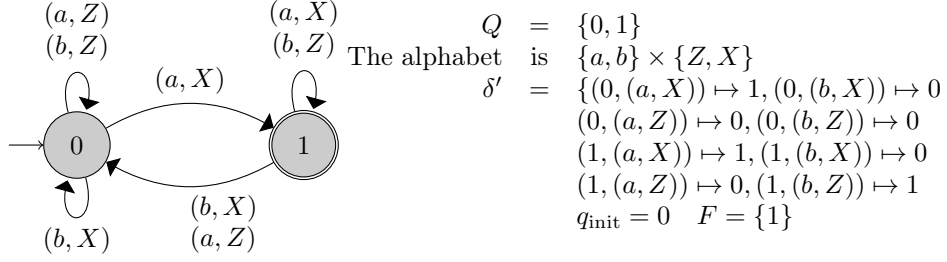 (a, Z)
(b, Z)
(a, X)
(b, Z)
(a, X)
0
1
(b, X)
(b, X)
(a, Z)
Q = {0, 1}
The alphabet is {a, b} × {Z, X}
δ′ = {(0, (a, X)) ↦ 1, (0, (b, X)) ↦ 0
(0, (a, Z)) ↦ 0, (0, (b, Z)) ↦ 0
(1, (a, X)) ↦ 1, (1, (b, X)) ↦ 0
(1, (a, Z)) ↦ 0, (1, (b, Z)) ↦ 1
q_init = 0 F = {1}